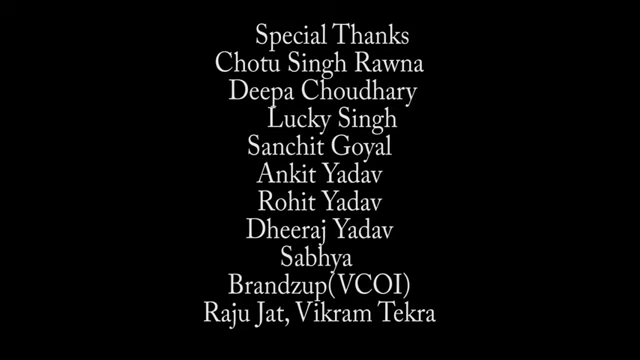 Special Thanks
Chotu Singh Rawna
Deepa Choudhary
Lucky Singh
Sanchit Goyal
Ankit Yadav
Rohit Yadav
Dheeraj Yadav
Sabhya
Brandzup(VCOI)
Raju Jat, Vikram Tekra